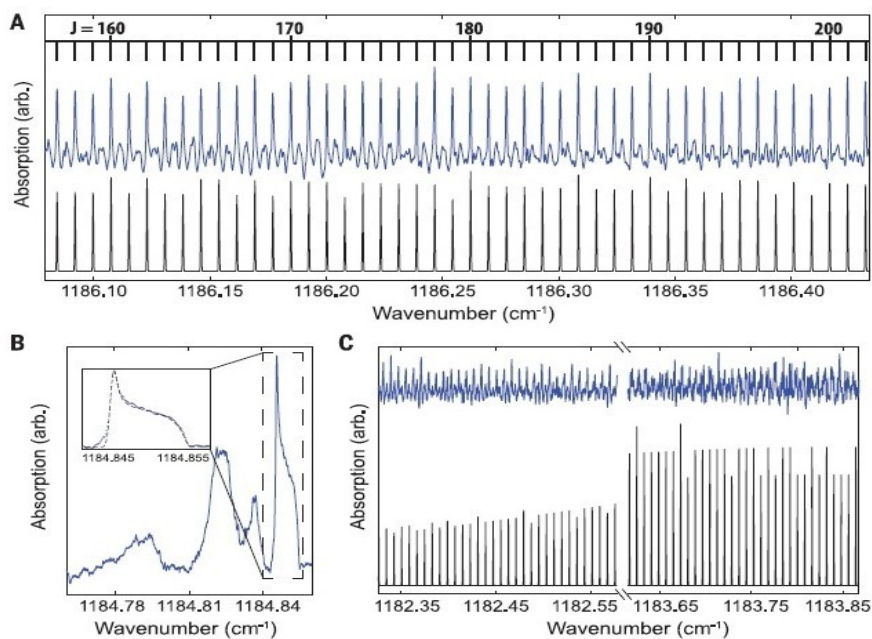 A
J = 160 170 180 190 200
Absorption (arb.)
1186.10 1186.15 1186.20 1186.25 1186.30 1186.35 1186.40
Wavenumber (cm⁻¹)
B
Absorption (arb.)
1184.845 1184.855
1184.78 1184.81 1184.84
Wavenumber (cm⁻¹)
C
Absorption (arb.)
1182.35 1182.45 1182.55 1183.65 1183.75 1183.85
Wavenumber (cm⁻¹)